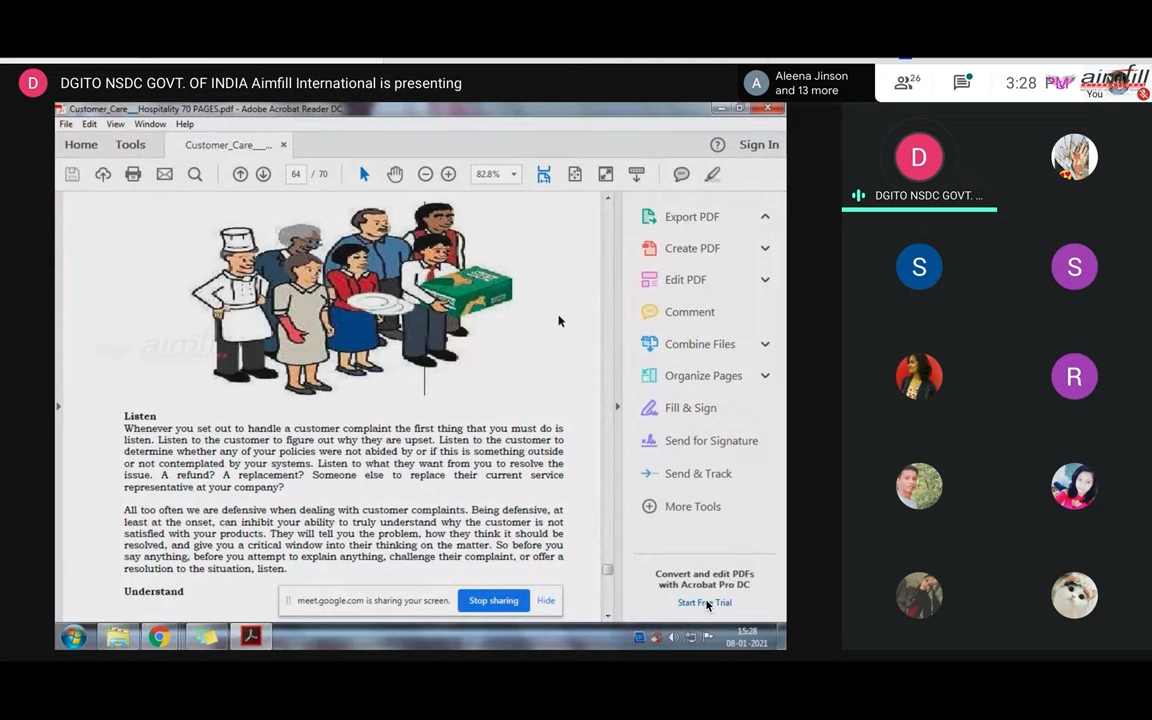 D DGITO NSDC GOVT. OF INDIA Aimfill International is presenting
A Aleena Jinson and 13 more
26
3:28 PM
aimfill
You
Customer_Care___Hospitality 70 PAGES.pdf - Adobe Acrobat Reader DC
File Edit View Window Help
Home Tools Customer_Care___... × Sign In
64 / 70 82.8%
Export PDF
Create PDF
Edit PDF
Comment
Combine Files
Organize Pages
Fill & Sign
Send for Signature
Send & Track
More Tools
Convert and edit PDFs
with Acrobat Pro DC
Start Free Trial
aimfill
Listen
Whenever you set out to handle a customer complaint the first thing that you must do is
listen. Listen to the customer to figure out why they are upset. Listen to the customer to
determine whether any of your policies were not abided by or if this is something outside
or not contemplated by your systems. Listen to what they want from you to resolve the
issue. A refund? A replacement? Someone else to replace their current service
representative at your company?
All too often we are defensive when dealing with customer complaints. Being defensive, at
least at the onset, can inhibit your ability to truly understand why the customer is not
satisfied with your products. They will tell you the problem, how they think it should be
resolved, and give you a critical window into their thinking on the matter. So before you
say anything, before you attempt to explain anything, challenge their complaint, or offer a
resolution to the situation, listen.
Understand
meet.google.com is sharing your screen. Stop sharing Hide
15:28
08-01-2021
D
DGITO NSDC GOVT. ...
S
S
R